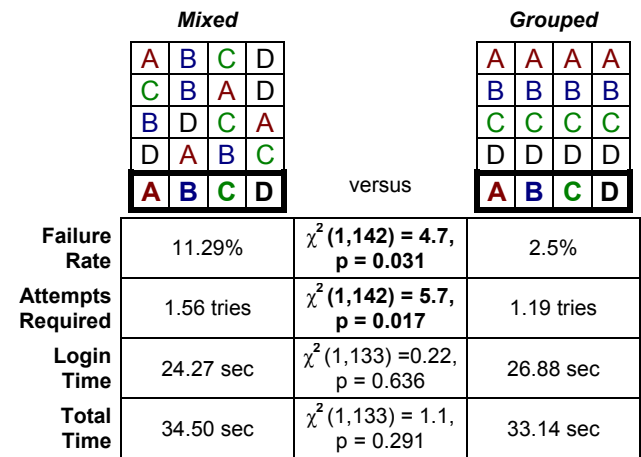 Mixed Grouped
A B C D A A A A
C B A D B B B B
B D C A C C C C
D A B C D D D D
A B C D versus A B C D
Failure Rate 11.29% χ² (1,142) = 4.7, p = 0.031 2.5%
Attempts Required 1.56 tries χ² (1,142) = 5.7, p = 0.017 1.19 tries
Login Time 24.27 sec χ² (1,133) =0.22, p = 0.636 26.88 sec
Total Time 34.50 sec χ² (1,133) = 1.1, p = 0.291 33.14 sec